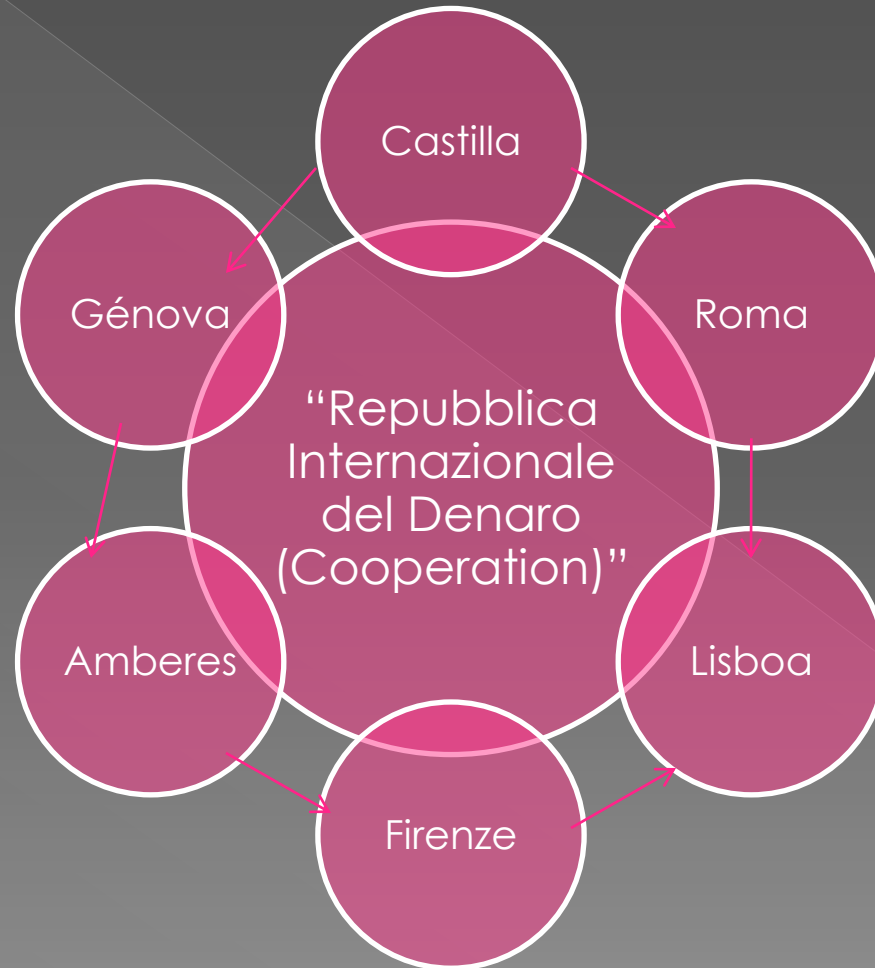 Castilla
Génova
Roma
“Repubblica
Internazionale
del Denaro
(Cooperation)”
Amberes
Lisboa
Firenze